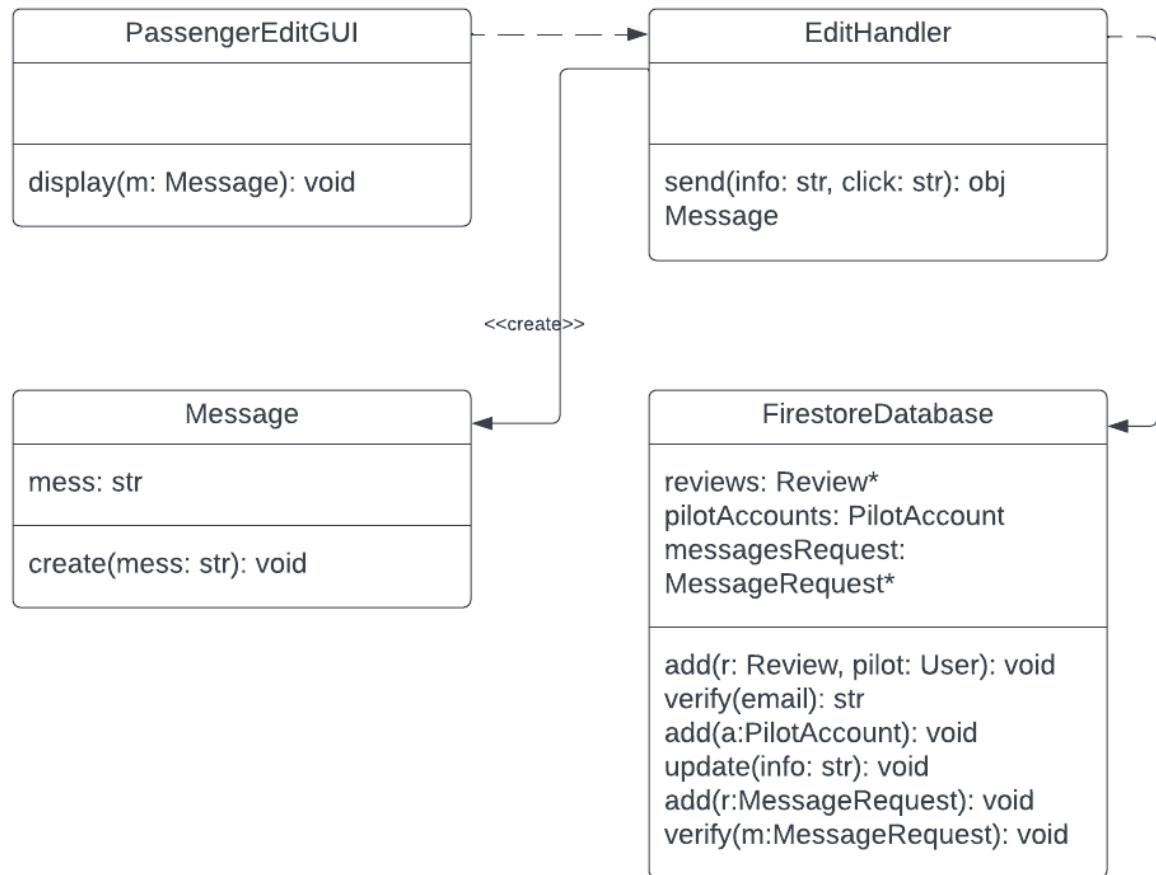 PassengerEditGUI
display(m: Message): void
EditHandler
send(info: str, click: str): obj
Message
<<create>>
Message
mess: str
create(mess: str): void
FirestoreDatabase
reviews: Review*
pilotAccounts: PilotAccount
messagesRequest:
MessageRequest*
add(r: Review, pilot: User): void
verify(email): str
add(a:PilotAccount): void
update(info: str): void
add(r:MessageRequest): void
verify(m:MessageRequest): void